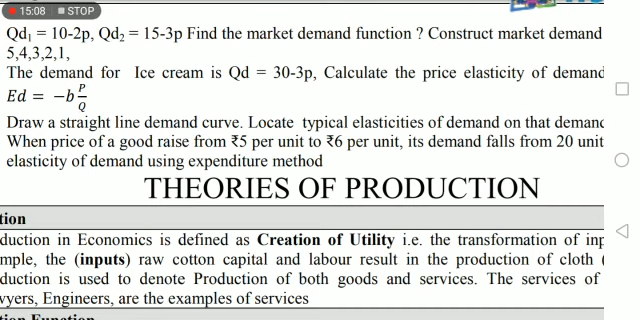 15:08 STOP
Qd₁ = 10-2p, Qd₂ = 15-3p Find the market demand function ? Construct market demand
5,4,3,2,1,
The demand for Ice cream is Qd = 30-3p, Calculate the price elasticity of demand
Ed = −b P/Q
Draw a straight line demand curve. Locate typical elasticities of demand on that demand
When price of a good raise from ₹5 per unit to ₹6 per unit, its demand falls from 20 unit
elasticity of demand using expenditure method
THEORIES OF PRODUCTION
tion
duction in Economics is defined as Creation of Utility i.e. the transformation of inp
mple, the (inputs) raw cotton capital and labour result in the production of cloth (
duction is used to denote Production of both goods and services. The services of
wyers, Engineers, are the examples of services
tion Function